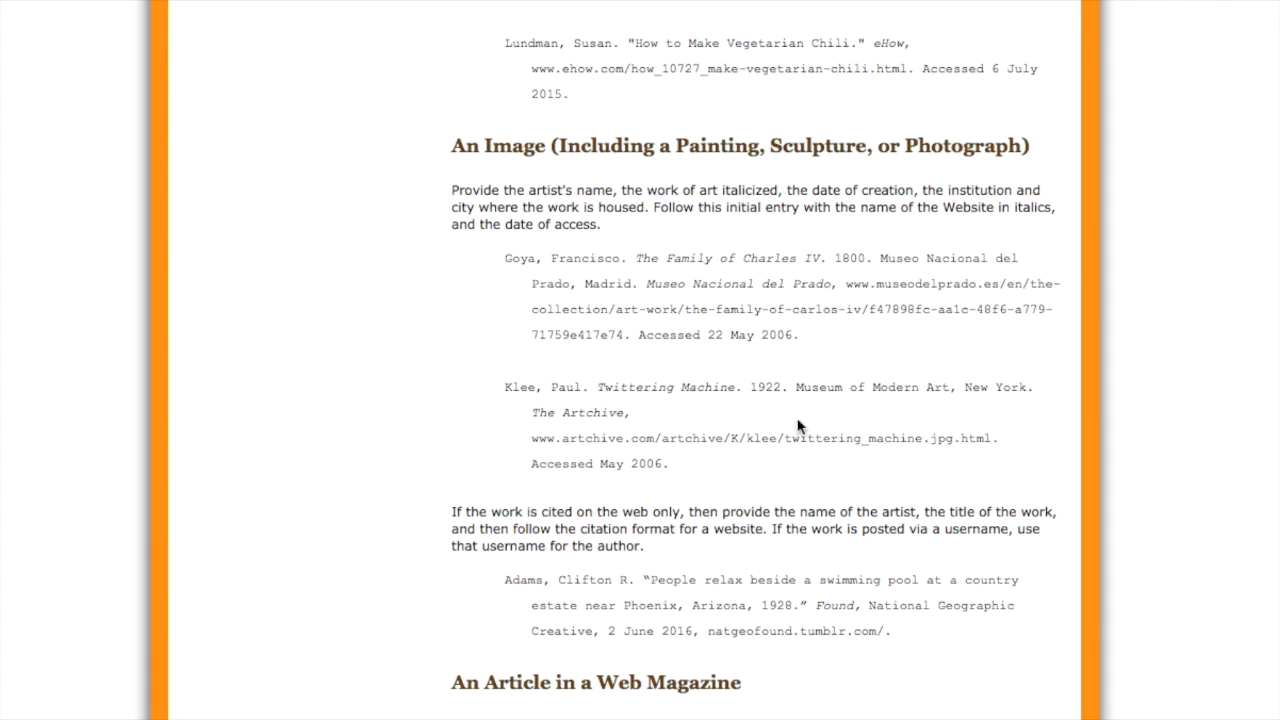 Lundman, Susan. "How to Make Vegetarian Chili." eHow,
www.ehow.com/how_10727_make-vegetarian-chili.html. Accessed 6 July
2015.
An Image (Including a Painting, Sculpture, or Photograph)
Provide the artist's name, the work of art italicized, the date of creation, the institution and
city where the work is housed. Follow this initial entry with the name of the Website in italics,
and the date of access.
Goya, Francisco. The Family of Charles IV. 1800. Museo Nacional del
Prado, Madrid. Museo Nacional del Prado, www.museodelprado.es/en/the-
collection/art-work/the-family-of-carlos-iv/f47898fc-aa1c-48f6-a779-
71759e417e74. Accessed 22 May 2006.
Klee, Paul. Twittering Machine. 1922. Museum of Modern Art, New York.
The Artchive,
www.artchive.com/artchive/K/klee/twittering_machine.jpg.html.
Accessed May 2006.
If the work is cited on the web only, then provide the name of the artist, the title of the work,
and then follow the citation format for a website. If the work is posted via a username, use
that username for the author.
Adams, Clifton R. “People relax beside a swimming pool at a country
estate near Phoenix, Arizona, 1928.” Found, National Geographic
Creative, 2 June 2016, natgeofound.tumblr.com/.
An Article in a Web Magazine